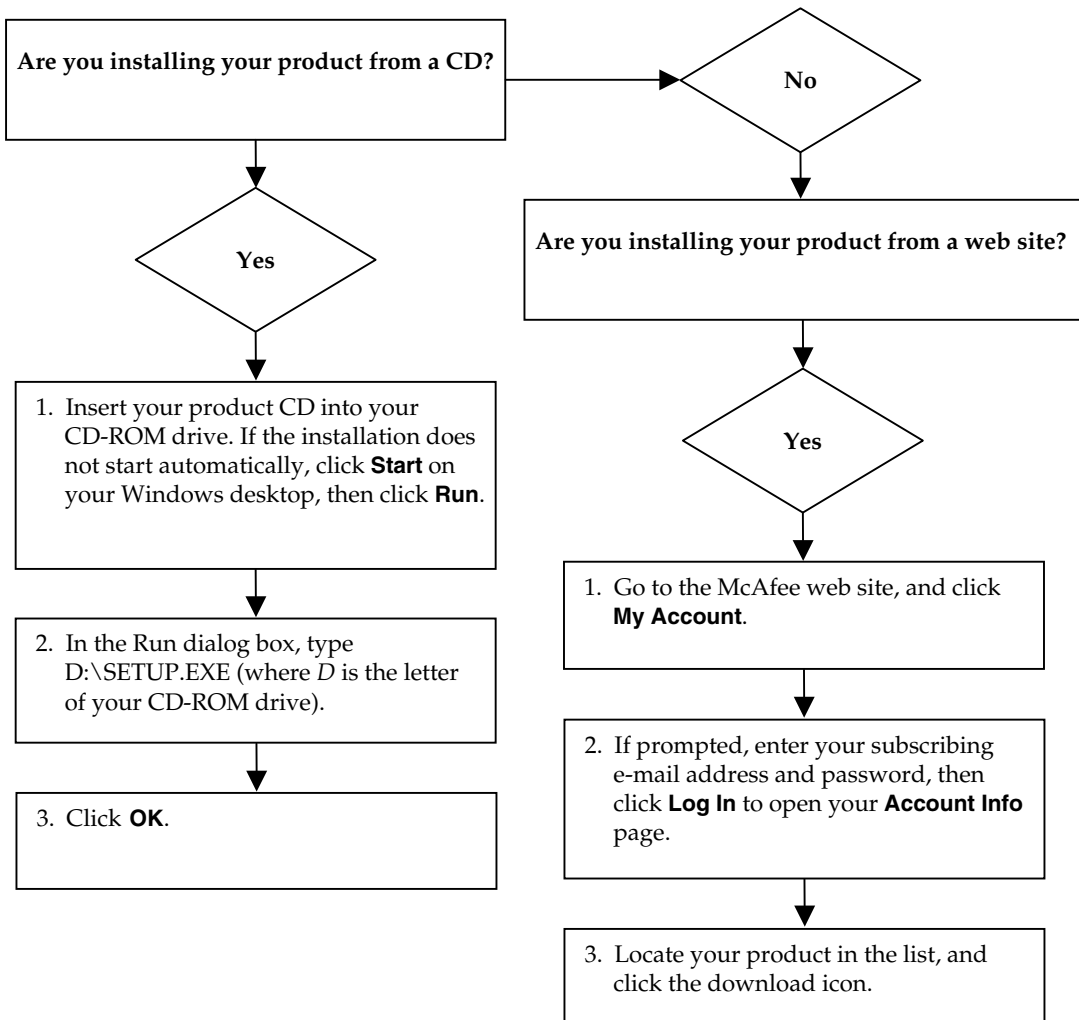 Are you installing your product from a CD?
No
Yes
Are you installing your product from a web site?
Yes
1. Insert your product CD into your
CD-ROM drive. If the installation does
not start automatically, click Start on
your Windows desktop, then click Run.
2. In the Run dialog box, type
D:\SETUP.EXE (where D is the letter
of your CD-ROM drive).
3. Click OK.
1. Go to the McAfee web site, and click
My Account.
2. If prompted, enter your subscribing
e-mail address and password, then
click Log In to open your Account Info
page.
3. Locate your product in the list, and
click the download icon.